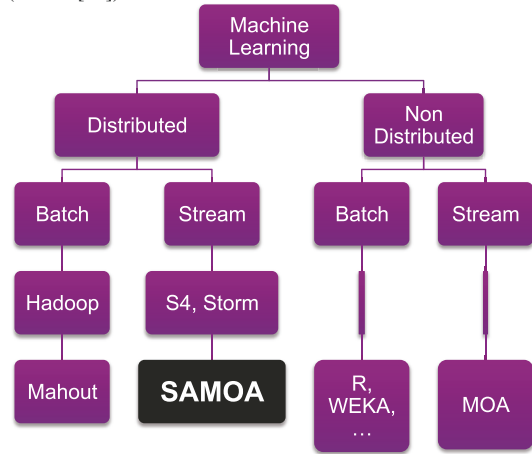 Machine
Learning
Distributed
Non
Distributed
Batch
Stream
Batch
Stream
Hadoop
S4, Storm
Mahout
SAMOA
R,
WEKA,
...
MOA